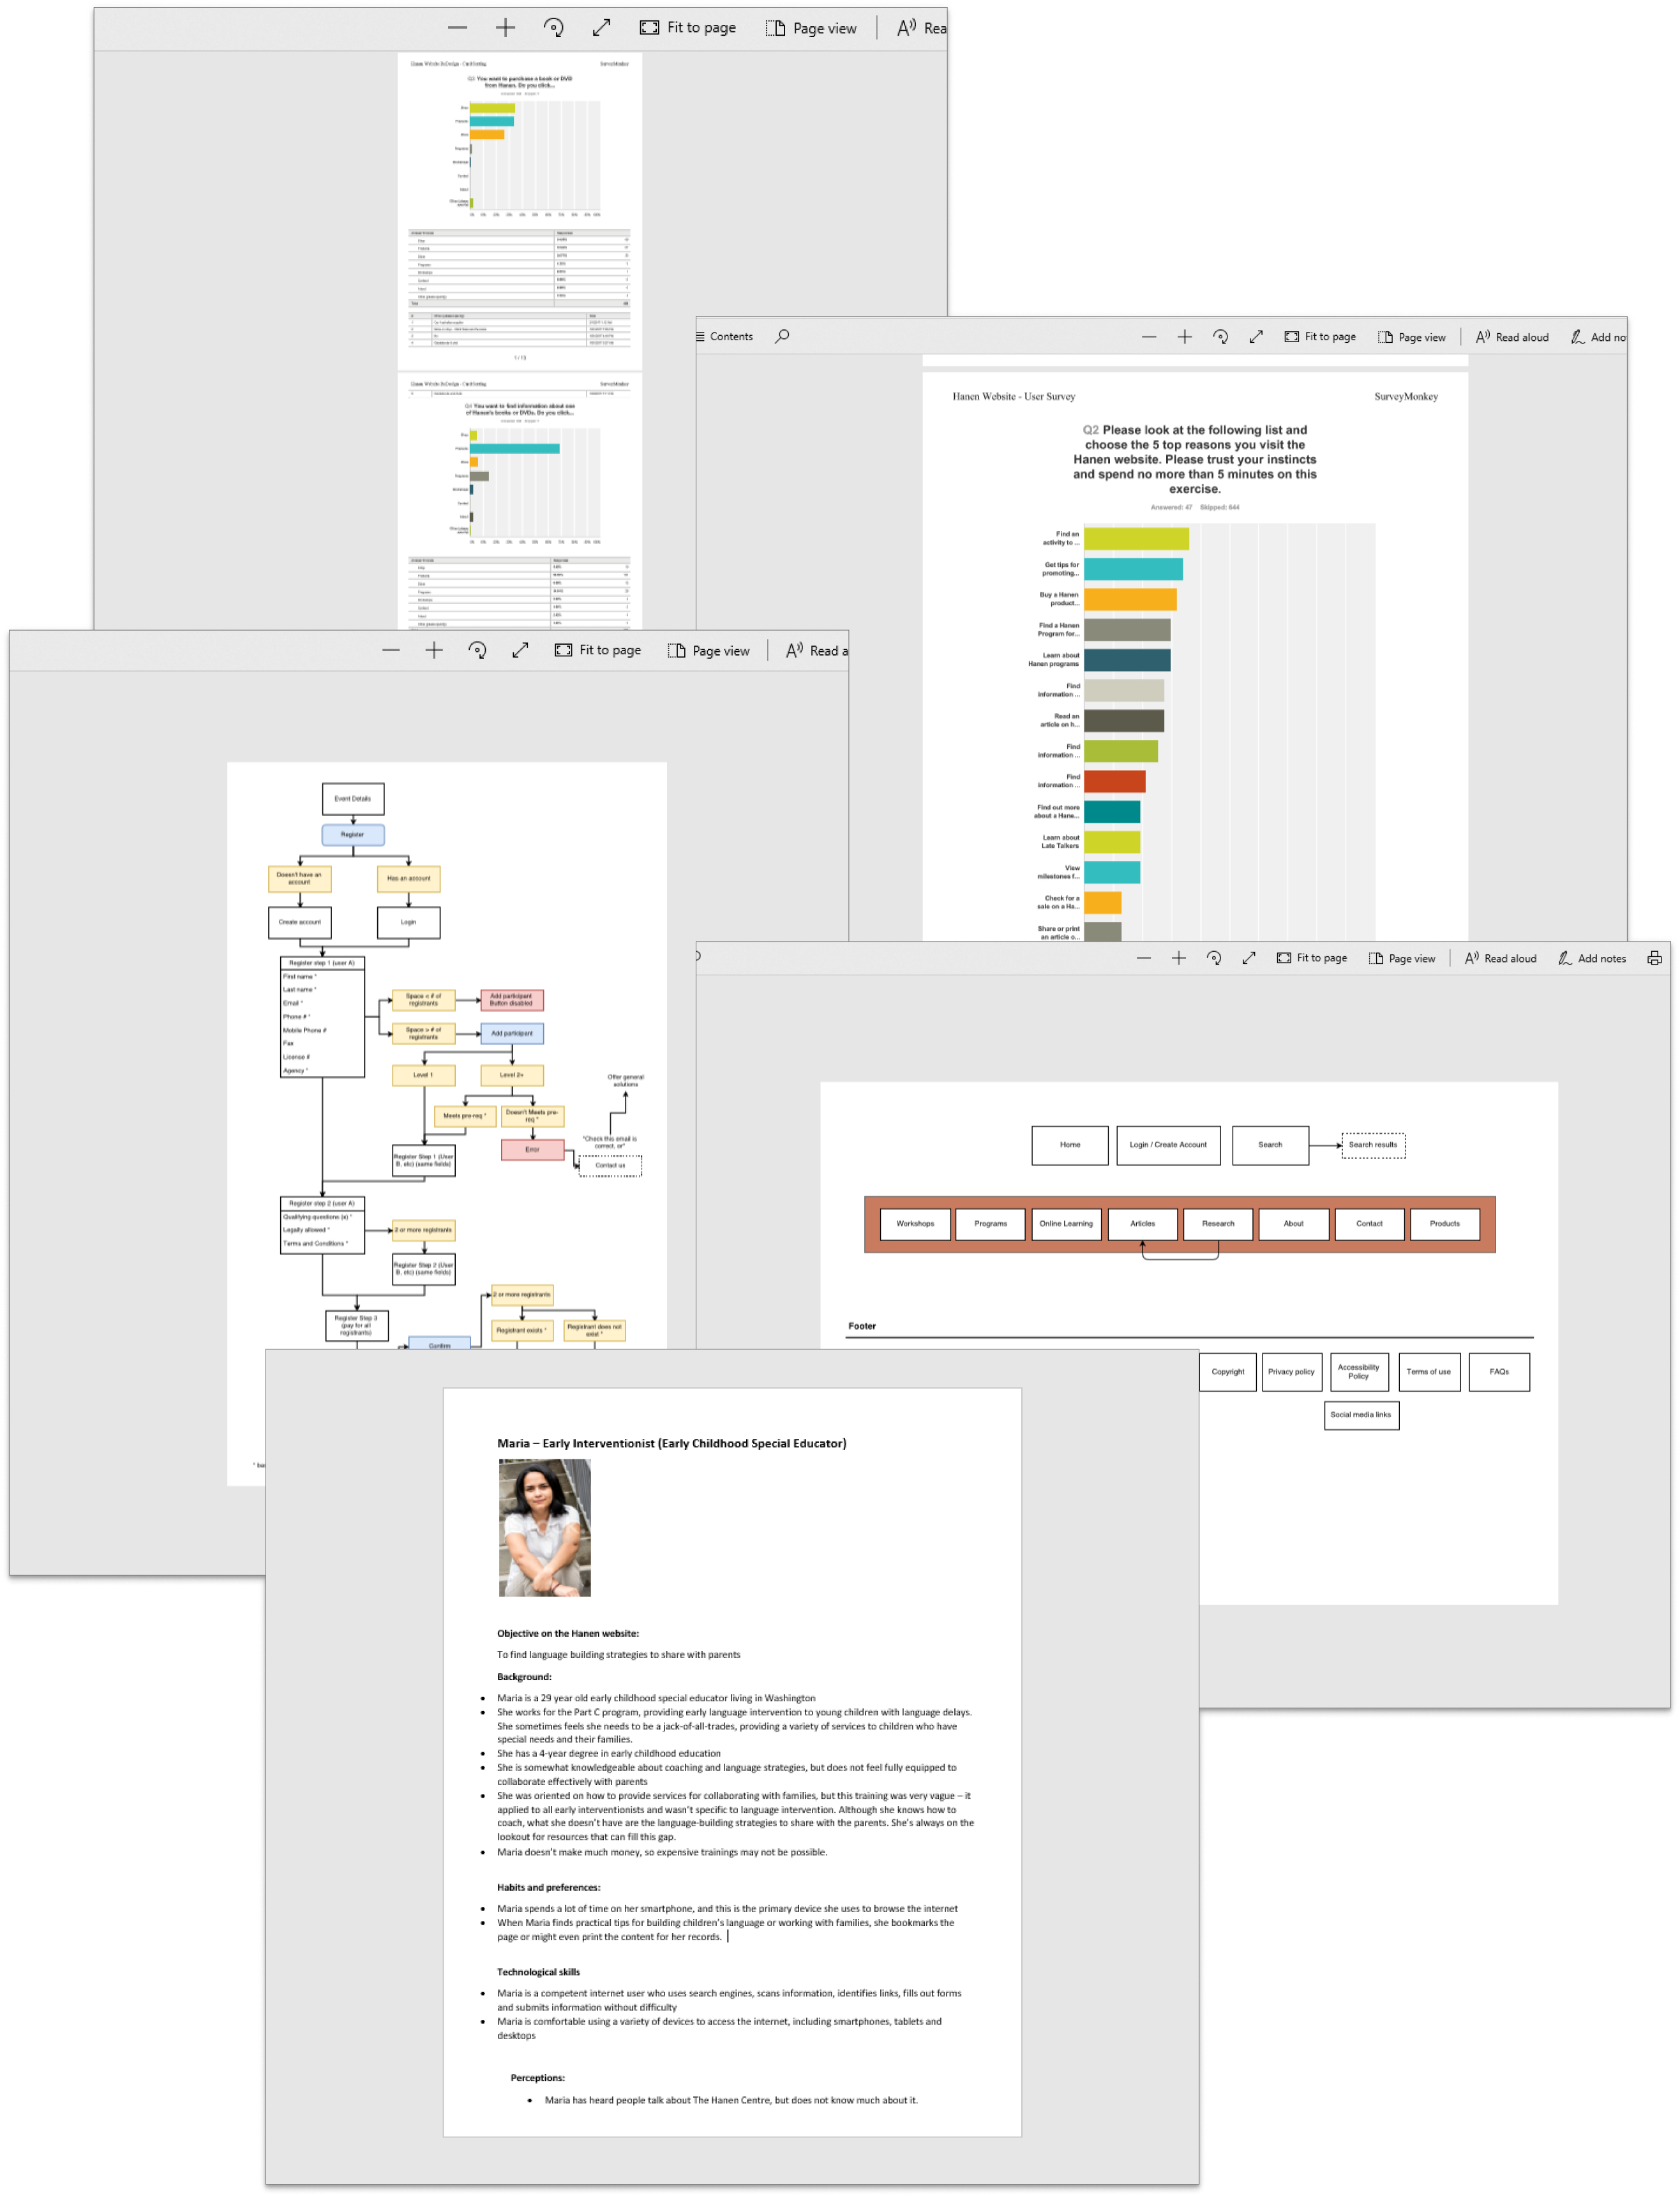 Fit to page
Page view
Rea
Hanen Website Re-Design - Card Sorting
SurveyMonkey
Q3 You want to purchase a book or DVD
from Hanen. Do you click...
1 / 13
Hanen Website Re-Design - Card Sorting
SurveyMonkey
Q4 You want to find information about one
of Hanen's books or DVDs. Do you click...
Contents
Fit to page
Page view
Read aloud
Add no
Hanen Website - User Survey
SurveyMonkey
Q2 Please look at the following list and
choose the 5 top reasons you visit the
Hanen website. Please trust your instincts
and spend no more than 5 minutes on this
exercise.
Answered: 47 Skipped: 644
Find an
activity to ...
Get tips for
promoting...
Buy a Hanen
product...
Find a Hanen
Program for...
Learn about
Hanen programs
Find
information ...
Read an
article on h...
Find
information ...
Find
information ...
Find out more
about a Hane...
Learn about
Late Talkers
View
milestones f...
Check for a
sale on a Ha...
Share or print
an article o...
Fit to page
Page view
Read a
Event Details
Register
Doesn't have an
account
Has an account
Create account
Login
Register step 1 (user A)
First name *
Last name *
Email *
Phone # *
Mobile Phone #
Fax
License #
Agency *
Space < # of
registrants
Add participant
Button disabled
Space > # of
registrants
Add participant
Level 1
Level 2+
Offer general
solutions
Meets pre-req *
Doesn't Meets pre-
req *
Error
"Check this email is
correct, or"
Contact us
Register Step 1 (User
B, etc) (same fields)
Register step 2 (user A)
Qualifying questions (s) *
Legally allowed *
Terms and Conditions *
2 or more registrants
Register Step 2 (User
B, etc) (same fields)
2 or more registrants
Register Step 3
(pay for all
registrants)
Registrant exists *
Registrant does not
exist *
Confirm
Fit to page
Page view
Read aloud
Add notes
Home
Login / Create Account
Search
Search results
Workshops
Programs
Online Learning
Articles
Research
About
Contact
Products
Footer
Copyright
Privacy policy
Accessibility
Policy
Terms of use
FAQs
Social media links
Maria – Early Interventionist (Early Childhood Special Educator)
Objective on the Hanen website:
To find language building strategies to share with parents
Background:
• Maria is a 29 year old early childhood special educator living in Washington
• She works for the Part C program, providing early language intervention to young children with language delays.
She sometimes feels she needs to be a jack-of-all-trades, providing a variety of services to children who have
special needs and their families.
• She has a 4-year degree in early childhood education
• She is somewhat knowledgeable about coaching and language strategies, but does not feel fully equipped to
collaborate effectively with parents
• She was oriented on how to provide services for collaborating with families, but this training was very vague – it
applied to all early interventionists and wasn't specific to language intervention. Although she knows how to
coach, what she doesn't have are the language-building strategies to share with the parents. She's always on the
lookout for resources that can fill this gap.
• Maria doesn't make much money, so expensive trainings may not be possible.
Habits and preferences:
• Maria spends a lot of time on her smartphone, and this is the primary device she uses to browse the internet
• When Maria finds practical tips for building children's language or working with families, she bookmarks the
page or might even print the content for her records.
Technological skills
• Maria is a competent internet user who uses search engines, scans information, identifies links, fills out forms
and submits information without difficulty
• Maria is comfortable using a variety of devices to access the internet, including smartphones, tablets and
desktops
Perceptions:
• Maria has heard people talk about The Hanen Centre, but does not know much about it.